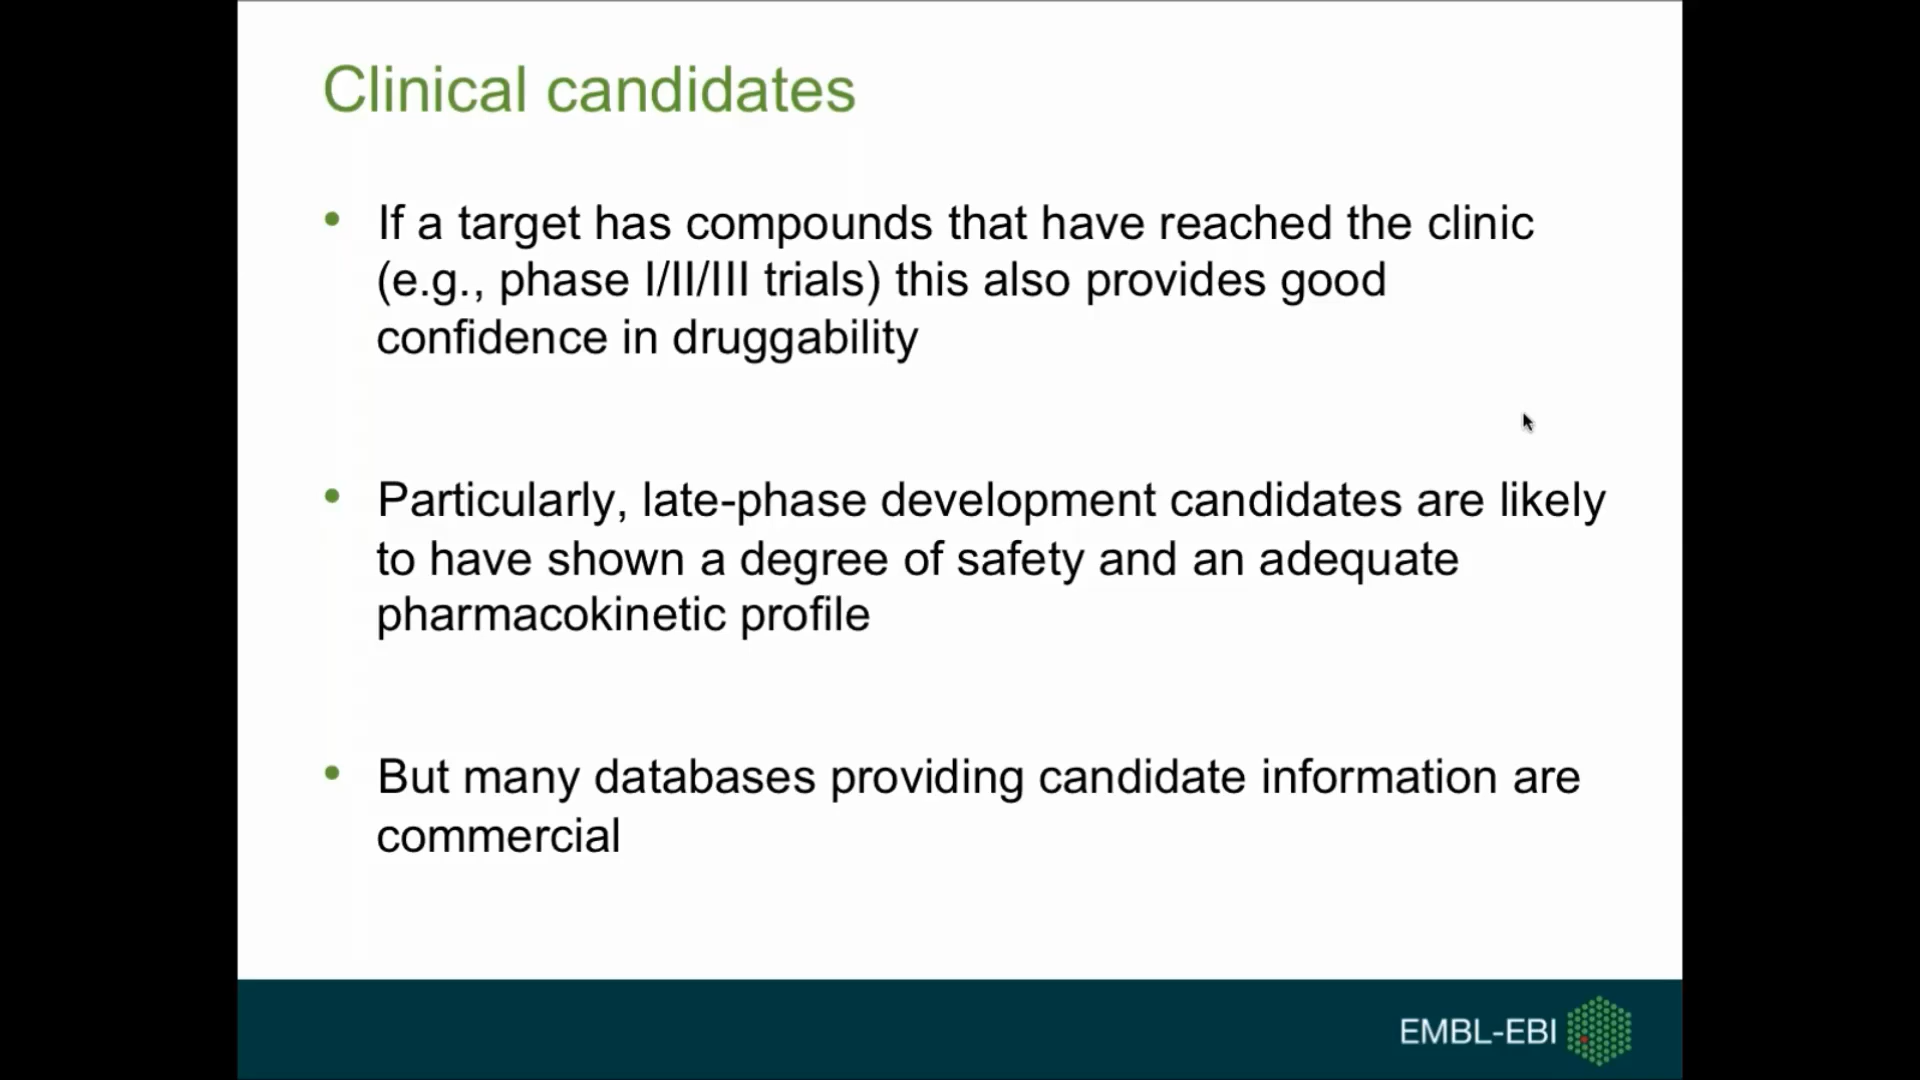 Clinical candidates
• If a target has compounds that have reached the clinic
(e.g., phase I/II/III trials) this also provides good
confidence in druggability
• Particularly, late-phase development candidates are likely
to have shown a degree of safety and an adequate
pharmacokinetic profile
• But many databases providing candidate information are
commercial
EMBL-EBI